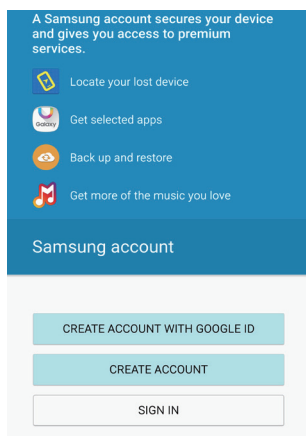 A Samsung account secures your device
and gives you access to premium
services.
Locate your lost device
GALAXY
Get selected apps
Back up and restore
Get more of the music you love
Samsung account
CREATE ACCOUNT WITH GOOGLE ID
CREATE ACCOUNT
SIGN IN